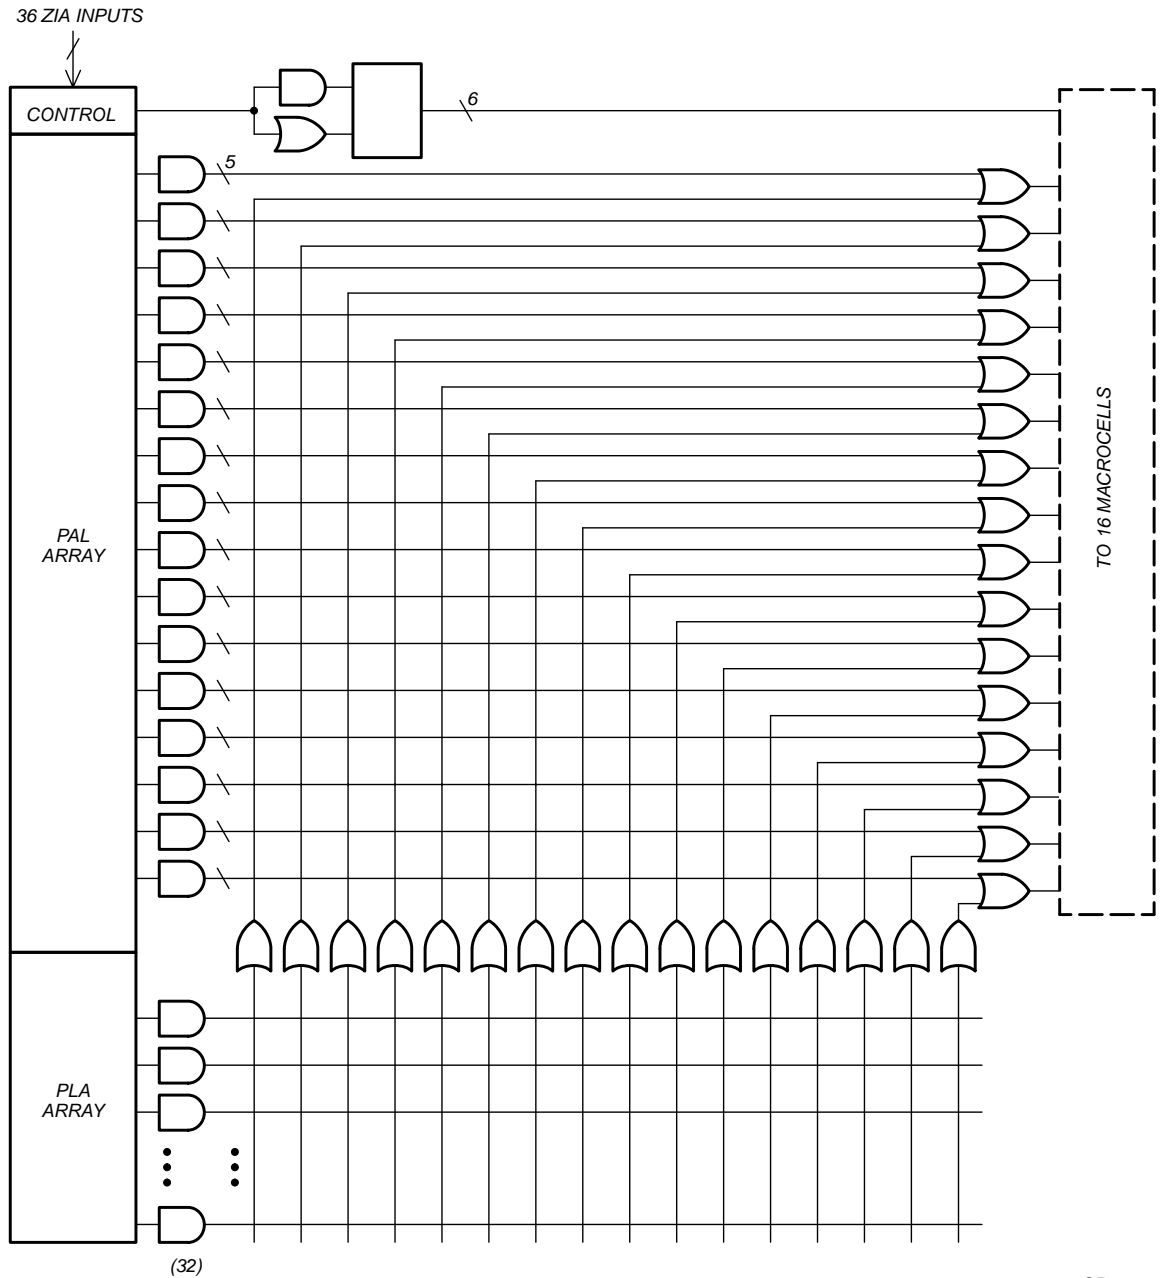 36 ZIA INPUTS
CONTROL
6
5
PAL
ARRAY
TO 16 MACROCELLS
PLA
ARRAY
(32)